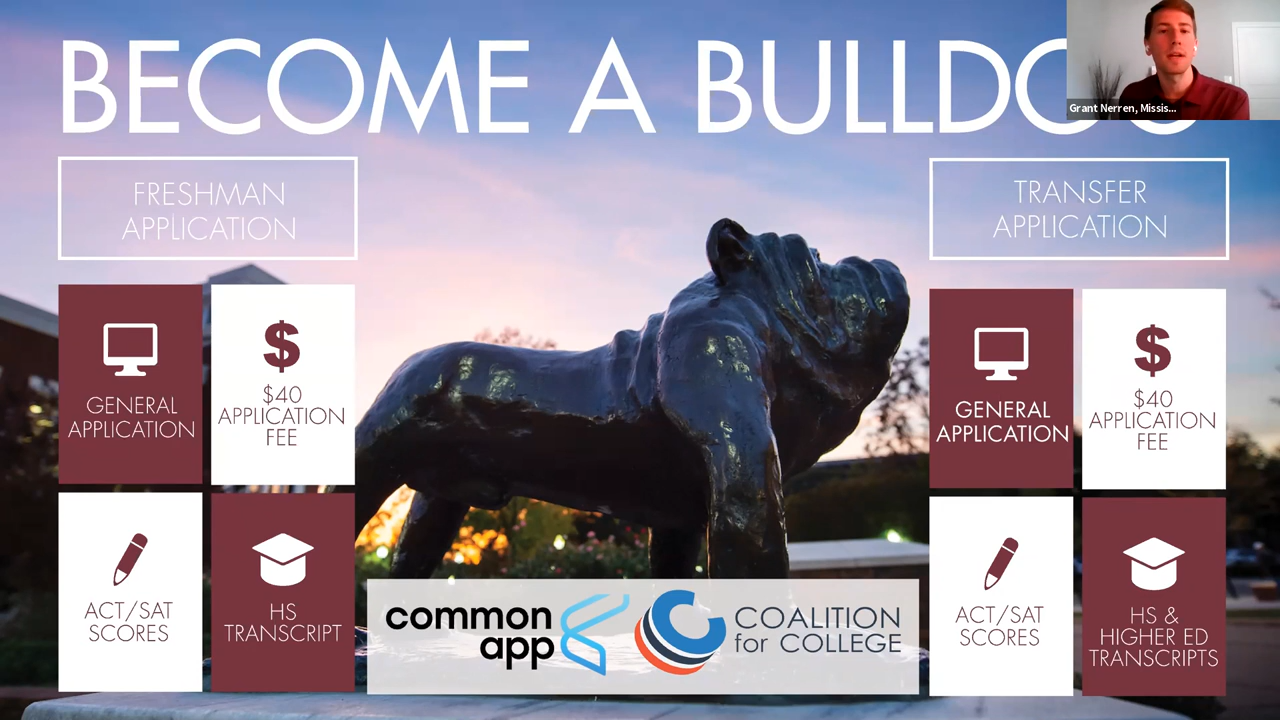 BECOME A BULLDOG
Grant Nerren, Missis...
FRESHMAN
APPLICATION
TRANSFER
APPLICATION
GENERAL
APPLICATION
$
$40
APPLICATION
FEE
GENERAL
APPLICATION
$
$40
APPLICATION
FEE
ACT/SAT
SCORES
HS
TRANSCRIPT
common
app
COALITION
for COLLEGE
ACT/SAT
SCORES
HS &
HIGHER ED
TRANSCRIPTS